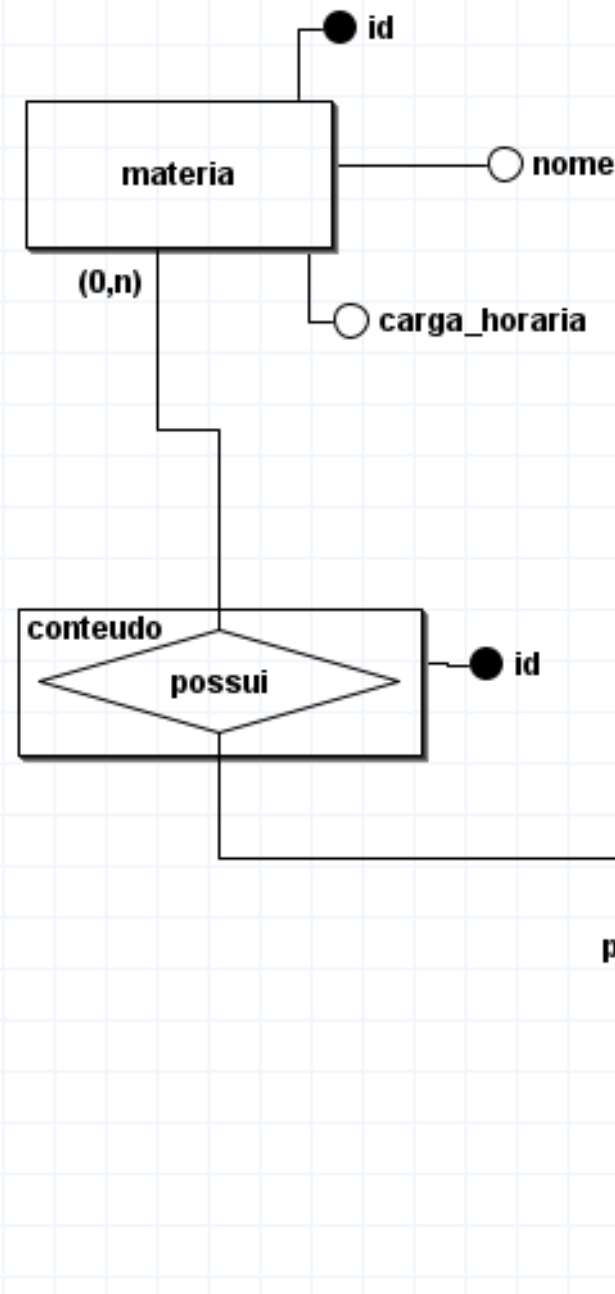 id
materia
nome
(0,n)
carga_horaria
conteudo
possui
id
p